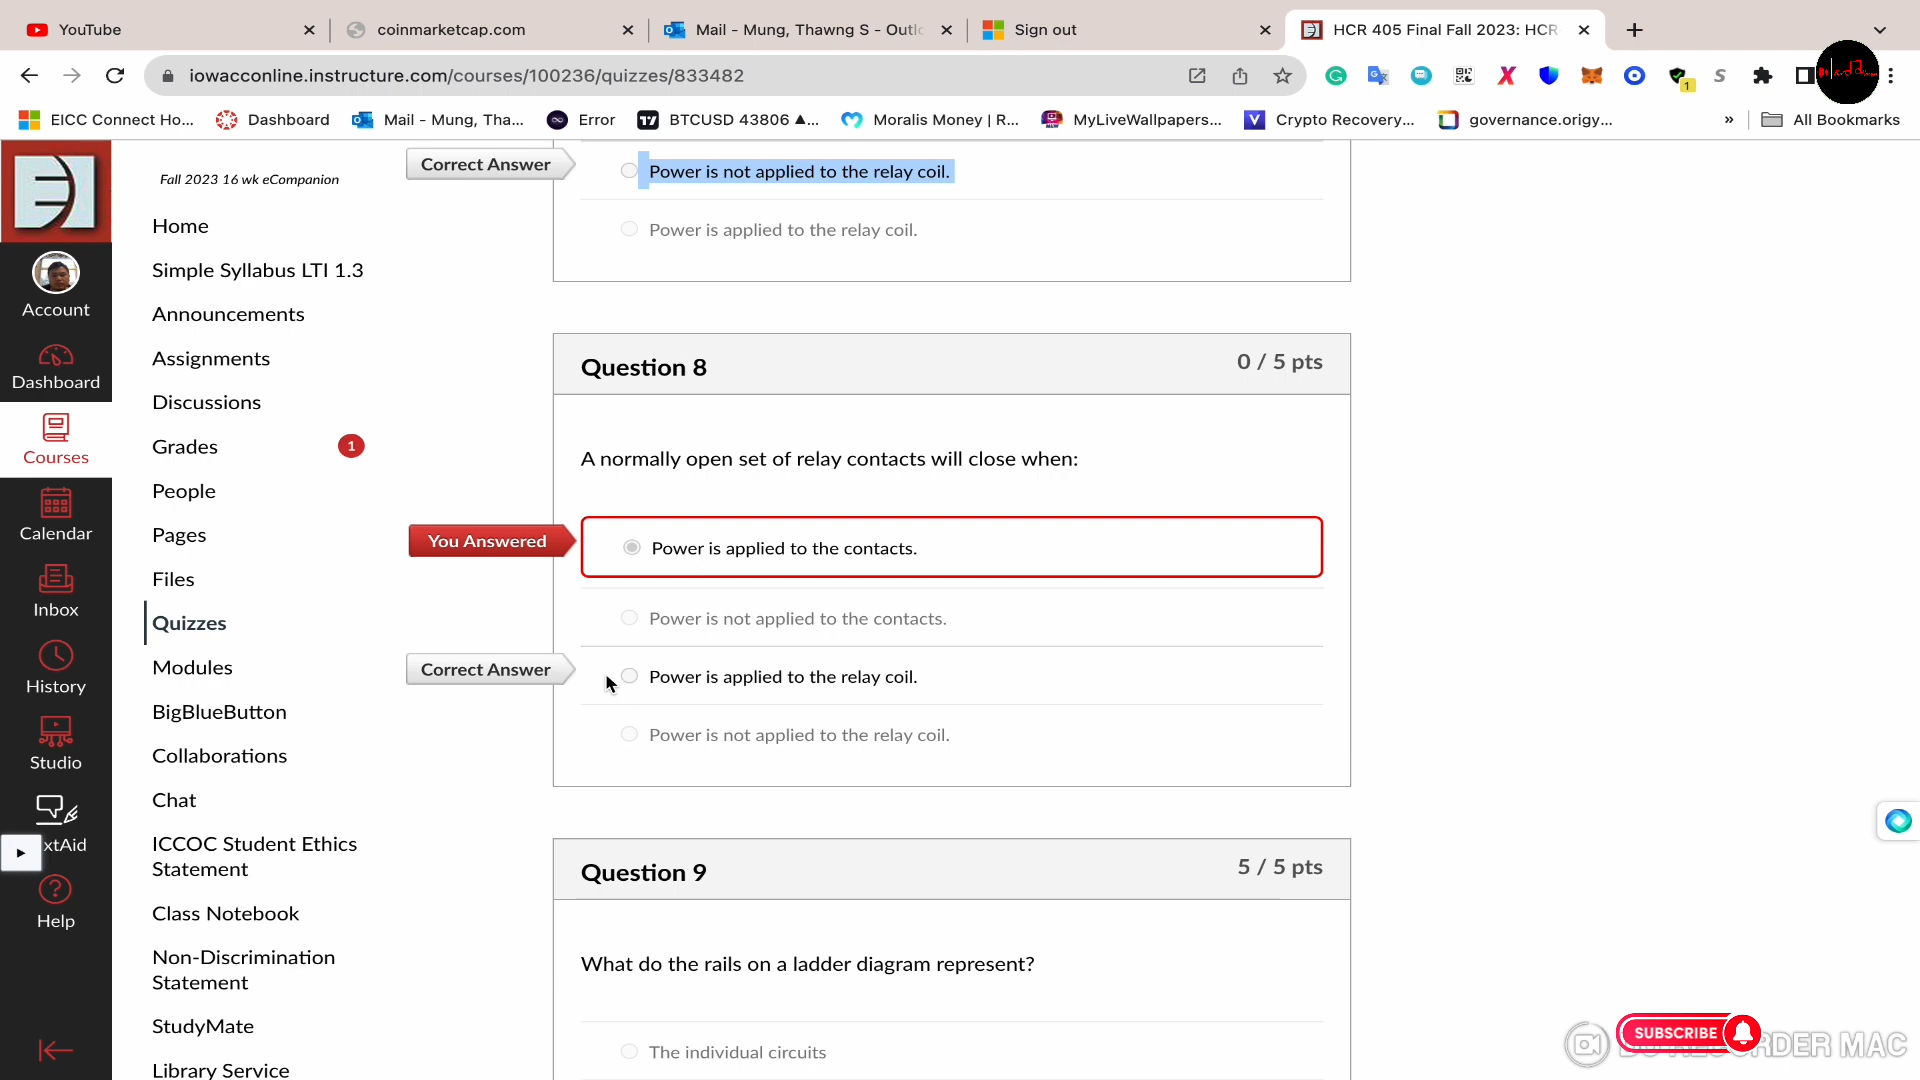 YouTube
coinmarketcap.com
Mail - Mung, Thawng S - Outlo
Sign out
HCR 405 Final Fall 2023: HCR
iowacconline.instructure.com/courses/100236/quizzes/833482
1
EICC Connect Ho...
Dashboard
Mail - Mung, Tha...
Error
BTCUSD 43806 ▲...
Moralis Money | R...
MyLiveWallpapers...
Crypto Recovery...
governance.origy...
»
All Bookmarks
Account
Dashboard
Courses
Calendar
Inbox
History
Studio
xtAid
Help
Fall 2023 16 wk eCompanion
Home
Simple Syllabus LTI 1.3
Announcements
Assignments
Discussions
Grades 1
People
Pages
Files
Quizzes
Modules
BigBlueButton
Collaborations
Chat
ICCOC Student Ethics
Statement
Class Notebook
Non-Discrimination
Statement
StudyMate
Library Service
Correct Answer
Power is not applied to the relay coil.
Power is applied to the relay coil.
Question 8
0 / 5 pts
A normally open set of relay contacts will close when:
You Answered
Power is applied to the contacts.
Power is not applied to the contacts.
Correct Answer
Power is applied to the relay coil.
Power is not applied to the relay coil.
Question 9
5 / 5 pts
What do the rails on a ladder diagram represent?
The individual circuits
SUBSCRIBE
RDER MAC